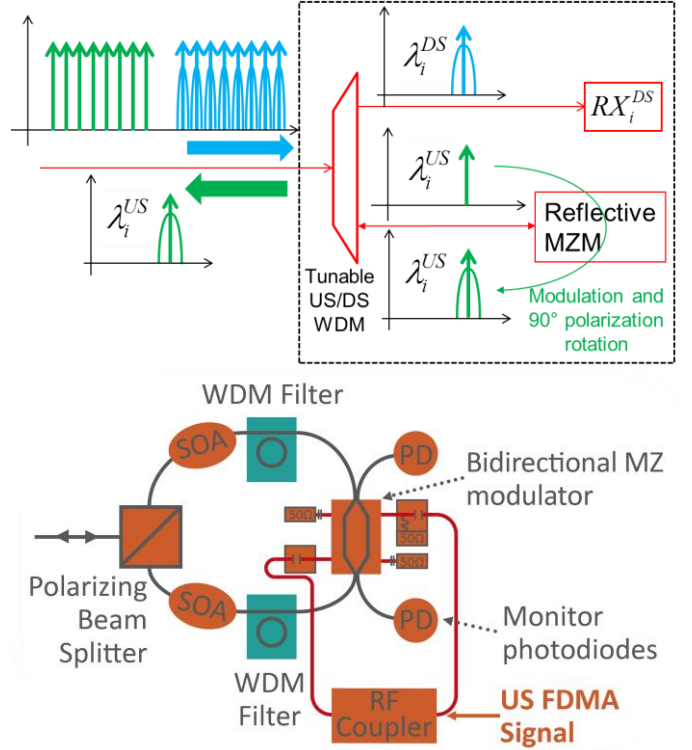 λ_i^{DS}
RX_i^{DS}
λ_i^{US}
λ_i^{US}
Reflective
MZM
λ_i^{US}
Tunable
US/DS
WDM
Modulation and
90° polarization
rotation
WDM Filter
SOA
PD
Bidirectional MZ
modulator
50Ω
50Ω
50Ω
Polarizing
Beam
Splitter
SOA
PD
Monitor
photodiodes
WDM
Filter
RF
Coupler
US FDMA
Signal